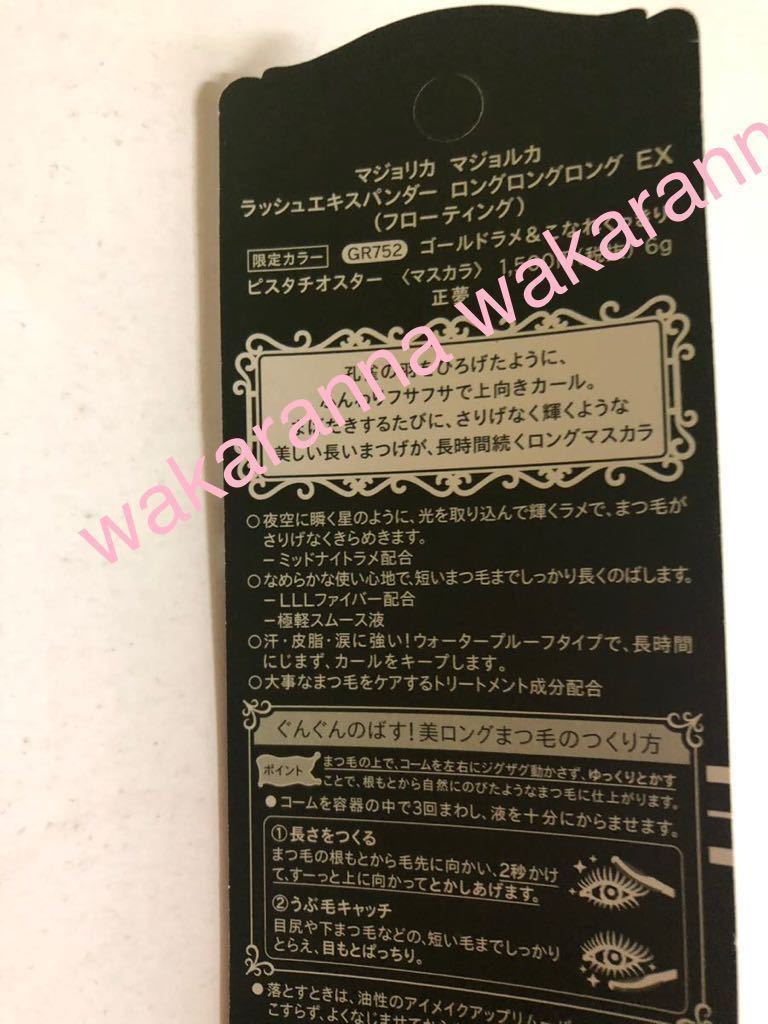 マジョリカ マジョルカ
ラッシュエキスパンダー ロングロングロング EX
(フローティング)
限定カラー GR752 ゴールドラメ&
ピスタチオスター 〈マスカラ〉 6g
正夢
ひろげたように、
ふんわりフサフサで上向きカール。
まばたきするたびに、さりげなく輝くような
美しい長いまつげが、長時間続くロングマスカラ
○夜空に瞬く星のように、光を取り込んで輝くラメで、まつ毛が
さりげなくきらめきます。
−ミッドナイトラメ配合
○なめらかな使い心地で、短いまつ毛までしっかり長くのばします。
−LLLファイバー配合
−極軽スムース液
○汗・皮脂・涙に強い!ウォータープルーフタイプで、長時間
にじまず、カールをキープします。
○大事なまつ毛をケアするトリートメント成分配合
ぐんぐんのばす!美ロングまつ毛のつくり方
ポイント まつ毛の上で、コームを左右にジグザグ動かさず、ゆっくりとかす
ことで、根もとから自然にのびたようなまつ毛に仕上がります。
●コームを容器の中で3回まわし、液を十分にからませます。
①長さをつくる
まつ毛の根もとから毛先に向かい、2秒かけ
て、すーっと上に向かってとかしあげます。
②うぶ毛キャッチ
目尻や下まつ毛などの、短い毛までしっかり
とらえ、目もとぱっちり。
●落とすときは、油性のアイメイクアップリム
こすらず、よくなじませてから
wakaranna wakaranna